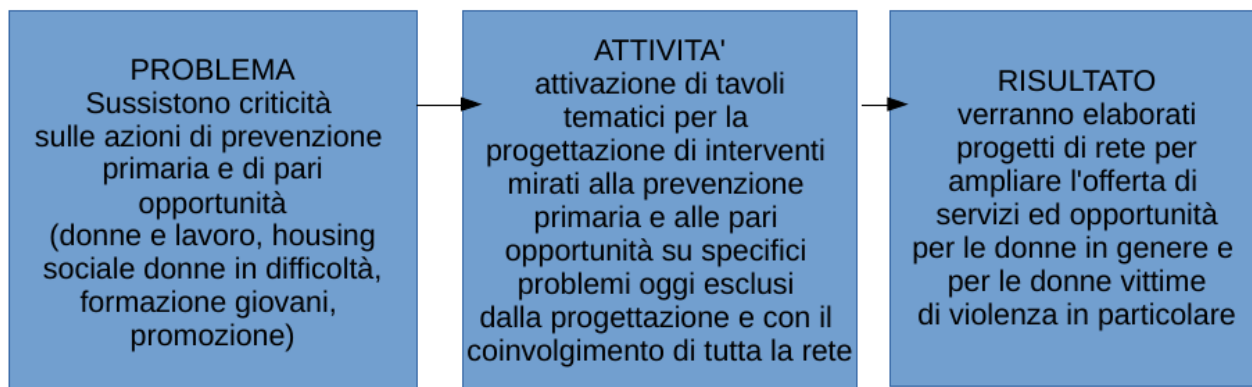 PROBLEMA
Sussistono criticità
sulle azioni di prevenzione
primaria e di pari
opportunità
(donne e lavoro, housing
sociale donne in difficoltà,
formazione giovani,
promozione)
ATTIVITA'
attivazione di tavoli
tematici per la
progettazione di interventi
mirati alla prevenzione
primaria e alle pari
opportunità su specifici
problemi oggi esclusi
dalla progettazione e con il
coinvolgimento di tutta la rete
RISULTATO
verranno elaborati
progetti di rete per
ampliare l'offerta di
servizi ed opportunità
per le donne in genere e
per le donne vittime
di violenza in particolare